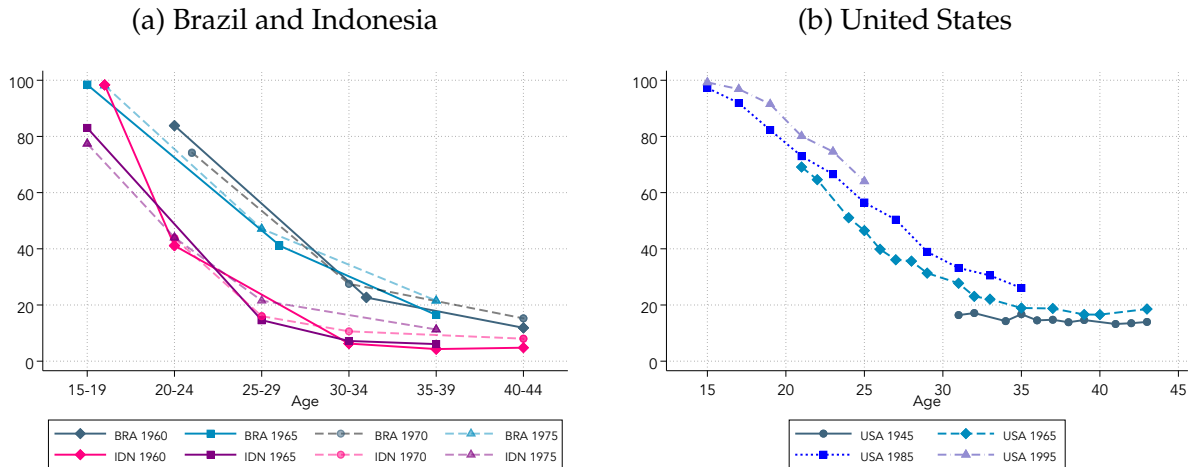 (a) Brazil and Indonesia
100
80
60
40
20
0
15-19 20-24 25-29 30-34 35-39 40-44
Age
BRA 1960 BRA 1965 BRA 1970 BRA 1975
IDN 1960 IDN 1965 IDN 1970 IDN 1975
(b) United States
100
80
60
40
20
0
15 20 25 30 35 40 45
Age
USA 1945 USA 1965
USA 1985 USA 1995